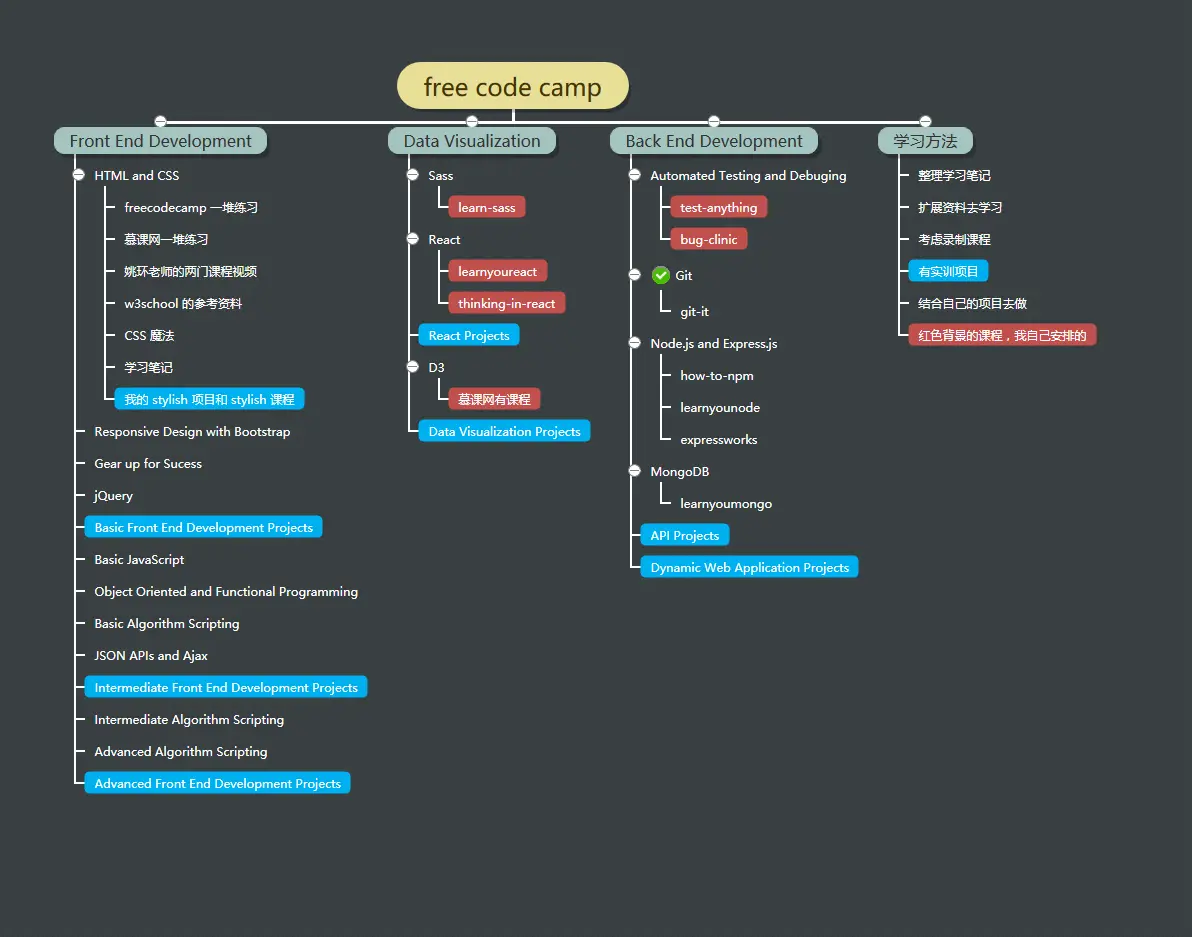 free code camp
Front End Development
HTML and CSS
freecodecamp 一堆练习
慕课网一堆练习
姚环老师的两门课程视频
w3school 的参考资料
CSS 魔法
学习笔记
我的 stylish 项目和 stylish 课程
Responsive Design with Bootstrap
Gear up for Sucess
jQuery
Basic Front End Development Projects
Basic JavaScript
Object Oriented and Functional Programming
Basic Algorithm Scripting
JSON APIs and Ajax
Intermediate Front End Development Projects
Intermediate Algorithm Scripting
Advanced Algorithm Scripting
Advanced Front End Development Projects
Data Visualization
Sass
learn-sass
React
learnyoureact
thinking-in-react
React Projects
D3
慕课网有课程
Data Visualization Projects
Back End Development
Automated Testing and Debuging
test-anything
bug-clinic
Git
git-it
Node.js and Express.js
how-to-npm
learnyounode
expressworks
MongoDB
learnyoumongo
API Projects
Dynamic Web Application Projects
学习方法
整理学习笔记
扩展资料去学习
考虑录制课程
有实训项目
结合自己的项目去做
红色背景的课程，我自己安排的